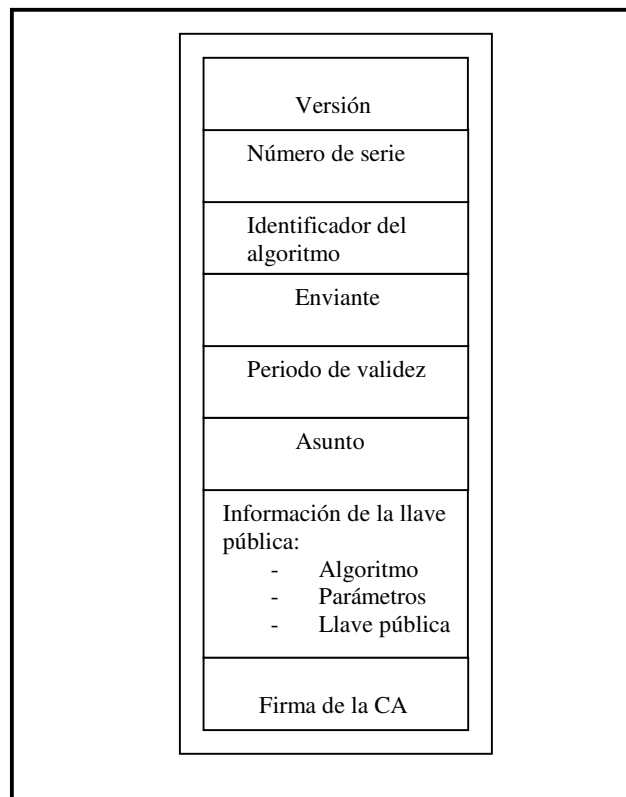 Versión
Número de serie
Identificador del
algoritmo
Enviante
Periodo de validez
Asunto
Información de la llave
pública:
- Algoritmo
- Parámetros
- Llave pública
Firma de la CA